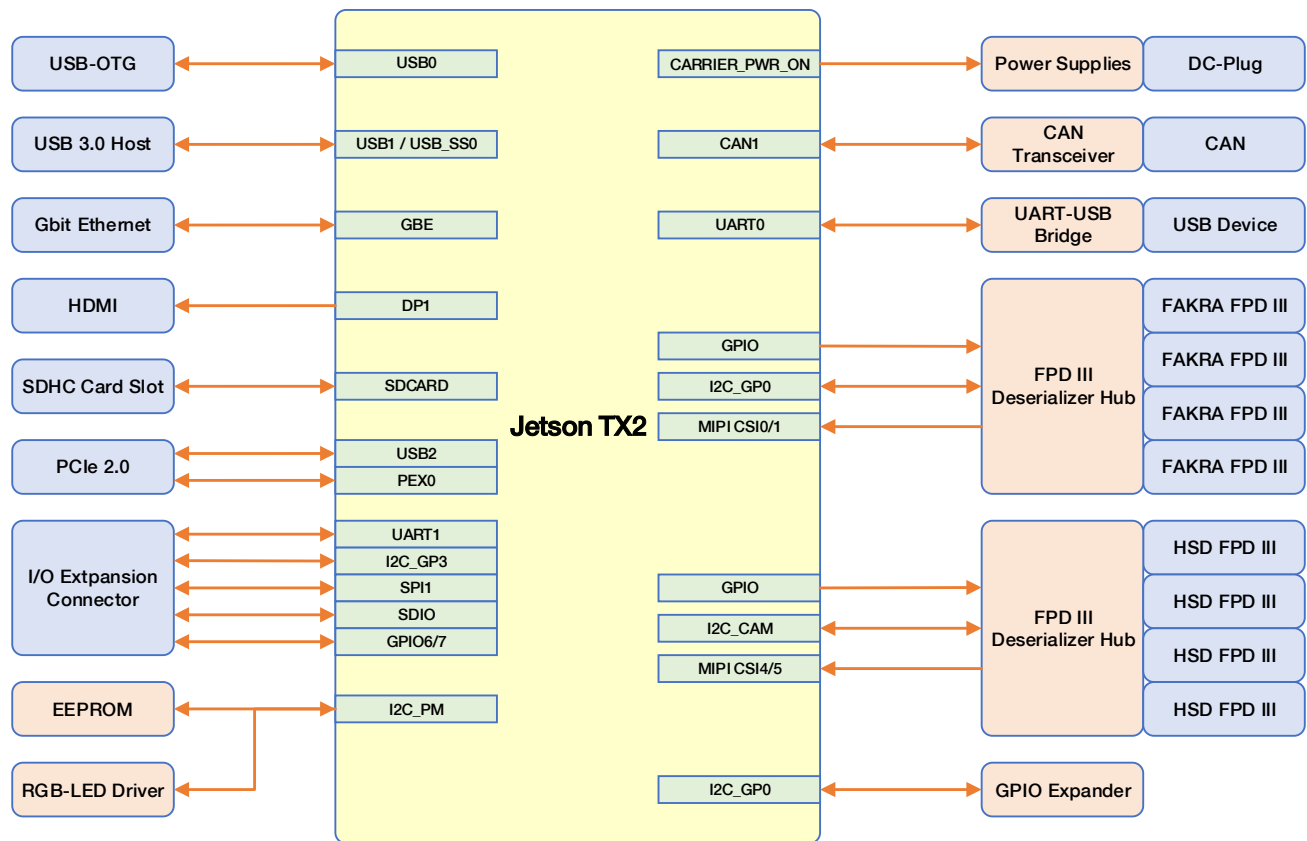 USB-OTG
USB0
CARRIER_PWR_ON
Power Supplies
DC-Plug
USB 3.0 Host
USB1 / USB_SS0
CAN1
CAN
Transceiver
CAN
Gbit Ethernet
GBE
UART0
UART-USB
Bridge
USB Device
HDMI
DP1
GPIO
I2C_GP0
MIPI CSI0/1
FPD III
Deserializer Hub
FAKRA FPD III
FAKRA FPD III
FAKRA FPD III
FAKRA FPD III
SDHC Card Slot
SDCARD
Jetson TX2
PCIe 2.0
USB2
PEX0
I/O Extpansion
Connector
UART1
I2C_GP3
SPI1
SDIO
GPIO6/7
GPIO
I2C_CAM
MIPI CSI4/5
FPD III
Deserializer Hub
HSD FPD III
HSD FPD III
HSD FPD III
HSD FPD III
EEPROM
I2C_PM
RGB-LED Driver
I2C_GP0
GPIO Expander